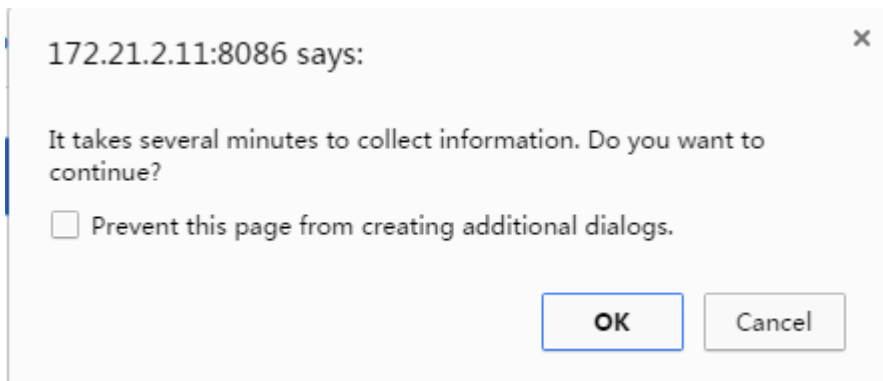 172.21.2.11:8086 says:
It takes several minutes to collect information. Do you want to
continue?
Prevent this page from creating additional dialogs.
OK
Cancel